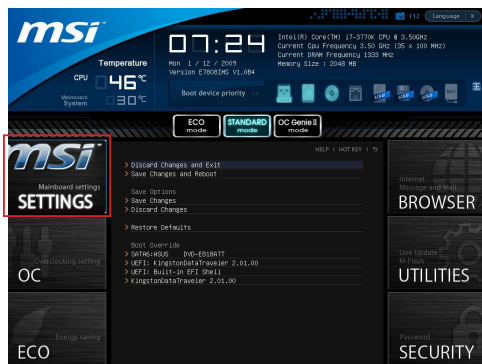 msi
Temperature
CPU 46°C
Mainboard
System 30°C
07:24
Mon 1 / 12 / 2009
Version E7808IMS V1.0B4
Intel(R) Core(TM) i7-3770K CPU @ 3.50GHz
Current Cpu Frequency 3.50 GHz (35 x 100 MHz)
Current DRAM Frequency 1333 MHz
Memory Size : 2048 MB
F12
Language X
Boot device priority
USB
USB
USB
ECO
mode
STANDARD
mode
OC Genie II
mode
HELP | HOT KEY |
msi
Mainboard settings
SETTINGS
Overclocking setting
OC
Energy saving
ECO
> Discard Changes and Exit
> Save Changes and Reboot
Save Options
> Save Changes
> Discard Changes
> Restore Defaults
Boot Override
> SATA6:ASUS DVD-E818A7T
> UEFI: KingstonDataTraveler 2.01.00
> UEFI: Built-in EFI Shell
> KingstonDataTraveler 2.01.00
Internet
Message and Mail
BROWSER
Live Update
M-Flash
UTILITIES
Password
SECURITY